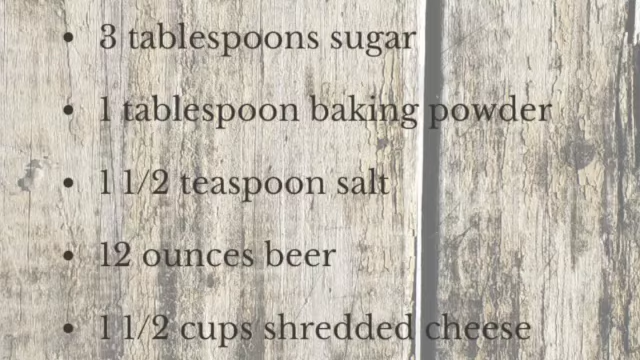 • 3 tablespoons sugar
• 1 tablespoon baking powder
• 1 1/2 teaspoon salt
• 12 ounces beer
• 1 1/2 cups shredded cheese